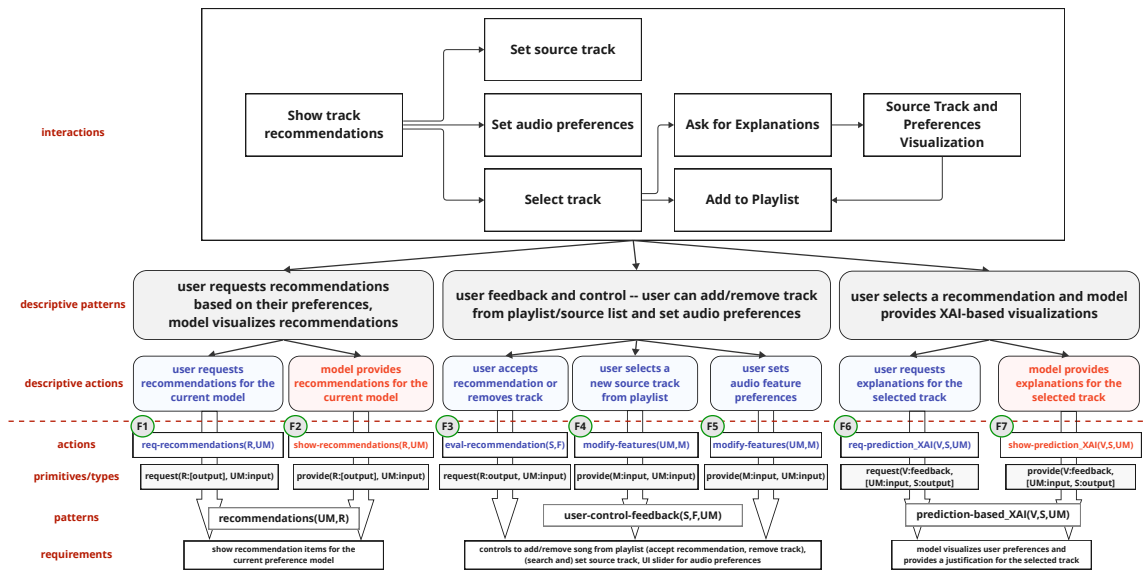 interactions
Show track
recommendations
Set source track
Set audio preferences
Select track
Ask for Explanations
Add to Playlist
Source Track and
Preferences
Visualization
descriptive patterns
user requests recommendations
based on their preferences,
model visualizes recommendations
user feedback and control -- user can add/remove track
from playlist/source list and set audio preferences
user selects a recommendation and model
provides XAI-based visualizations
descriptive actions
user requests
recommendations for the
current model
model provides
recommendations for the
current model
user accepts
recommendation or
removes track
user selects a
new source track
from playlist
user sets
audio feature
preferences
user requests
explanations for the
selected track
model provides
explanations for the
selected track
F1
F2
F3
F4
F5
F6
F7
actions
req-recommendations(R,UM)
show-recommendations(R,UM)
eval-recommendation(S,F)
modify-features(UM,M)
modify-features(UM,M)
req-prediction_XAI(V,S,UM)
show-prediction_XAI(V,S,UM)
primitives/types
request(R:[output], UM:input)
provide(R:[output], UM:input)
request(R:output, UM:input)
provide(M:input, UM:input)
provide(M:input, UM:input)
request(V:feedback,
[UM:input, S:output]
provide(V:feedback,
[UM:input, S:output]
patterns
recommendations(UM,R)
user-control-feedback(S,F,UM)
prediction-based_XAI(V,S,UM)
requirements
show recommendation items for the
current preference model
controls to add/remove song from playlist (accept recommendation, remove track),
(search and) set source track, UI slider for audio preferences
model visualizes user preferences and
provides a justification for the selected track